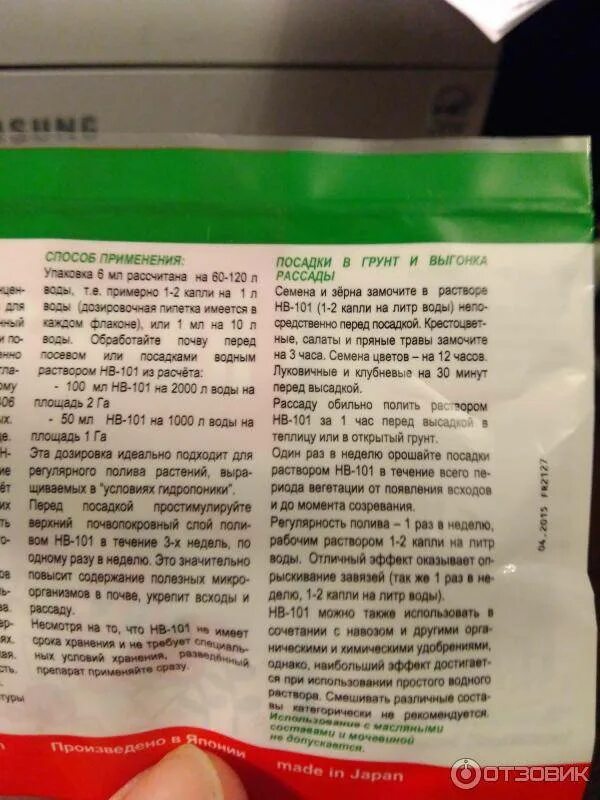 SUNG
СПОСОБ ПРИМЕНЕНИЯ:
Упаковка 6 мл рассчитана на 60-120 л
воды, т.е. примерно 1-2 капли на 1 л
воды (дозировочная пипетка имеется в
каждом флаконе), или 1 мл на 10 л
воды. Обработайте почву перед
посевом или посадками водным
раствором НВ-101 из расчёта:
- 100 мл НВ-101 на 2000 л воды на
площадь 2 Га
- 50 мл НВ-101 на 1000 л воды на
площадь 1 Га
Эта дозировка идеально подходит для
регулярного полива растений, выра-
щиваемых в "условиях гидропоники".
Перед посадкой простимулируйте
верхний почвопокровный слой поли-
вом НВ-101 в течение 3-х недель, по
одному разу в неделю. Это значительно
повысит содержание полезных микро-
организмов в почве, укрепит всходы и
рассаду.
Несмотря на то, что НВ-101 не имеет
срока хранения и не требует специаль-
ных условий хранения, разведённый
препарат применяйте сразу.
ПОСАДКИ В ГРУНТ И ВЫГОНКА
РАССАДЫ
Семена и зёрна замочите в растворе
НВ-101 (1-2 капли на литр воды) непо-
средственно перед посадкой. Крестоцвет-
ные, салаты и пряные травы замочите
на 3 часа. Семена цветов – на 12 часов.
Луковичные и клубневые на 30 минут
перед высадкой.
Рассаду обильно полить раствором
НВ-101 за 1 час перед высадкой в
теплицу или в открытый грунт.
Один раз в неделю орошайте посадки
раствором НВ-101 в течение всего пе-
риода вегетации от появления всходов
и до момента созревания.
Регулярность полива – 1 раз в неделю,
рабочим раствором 1-2 капли на литр
воды. Отличный эффект оказывает оп-
рыскивание завязей (так же 1 раз в не-
делю, 1-2 капли на литр воды).
НВ-101 можно также использовать в
сочетании с навозом и другими орга-
ническими и химическими удобрениями,
однако, наибольший эффект достигает-
ся при использовании простого водного
раствора. Смешивать различные соста-
вы категорически не рекомендуется.
Использование с масляными
составами и мочевиной
не допускается.
04.2015 FR2127
Произведено в Японии
made in Japan
ОТЗОВИК